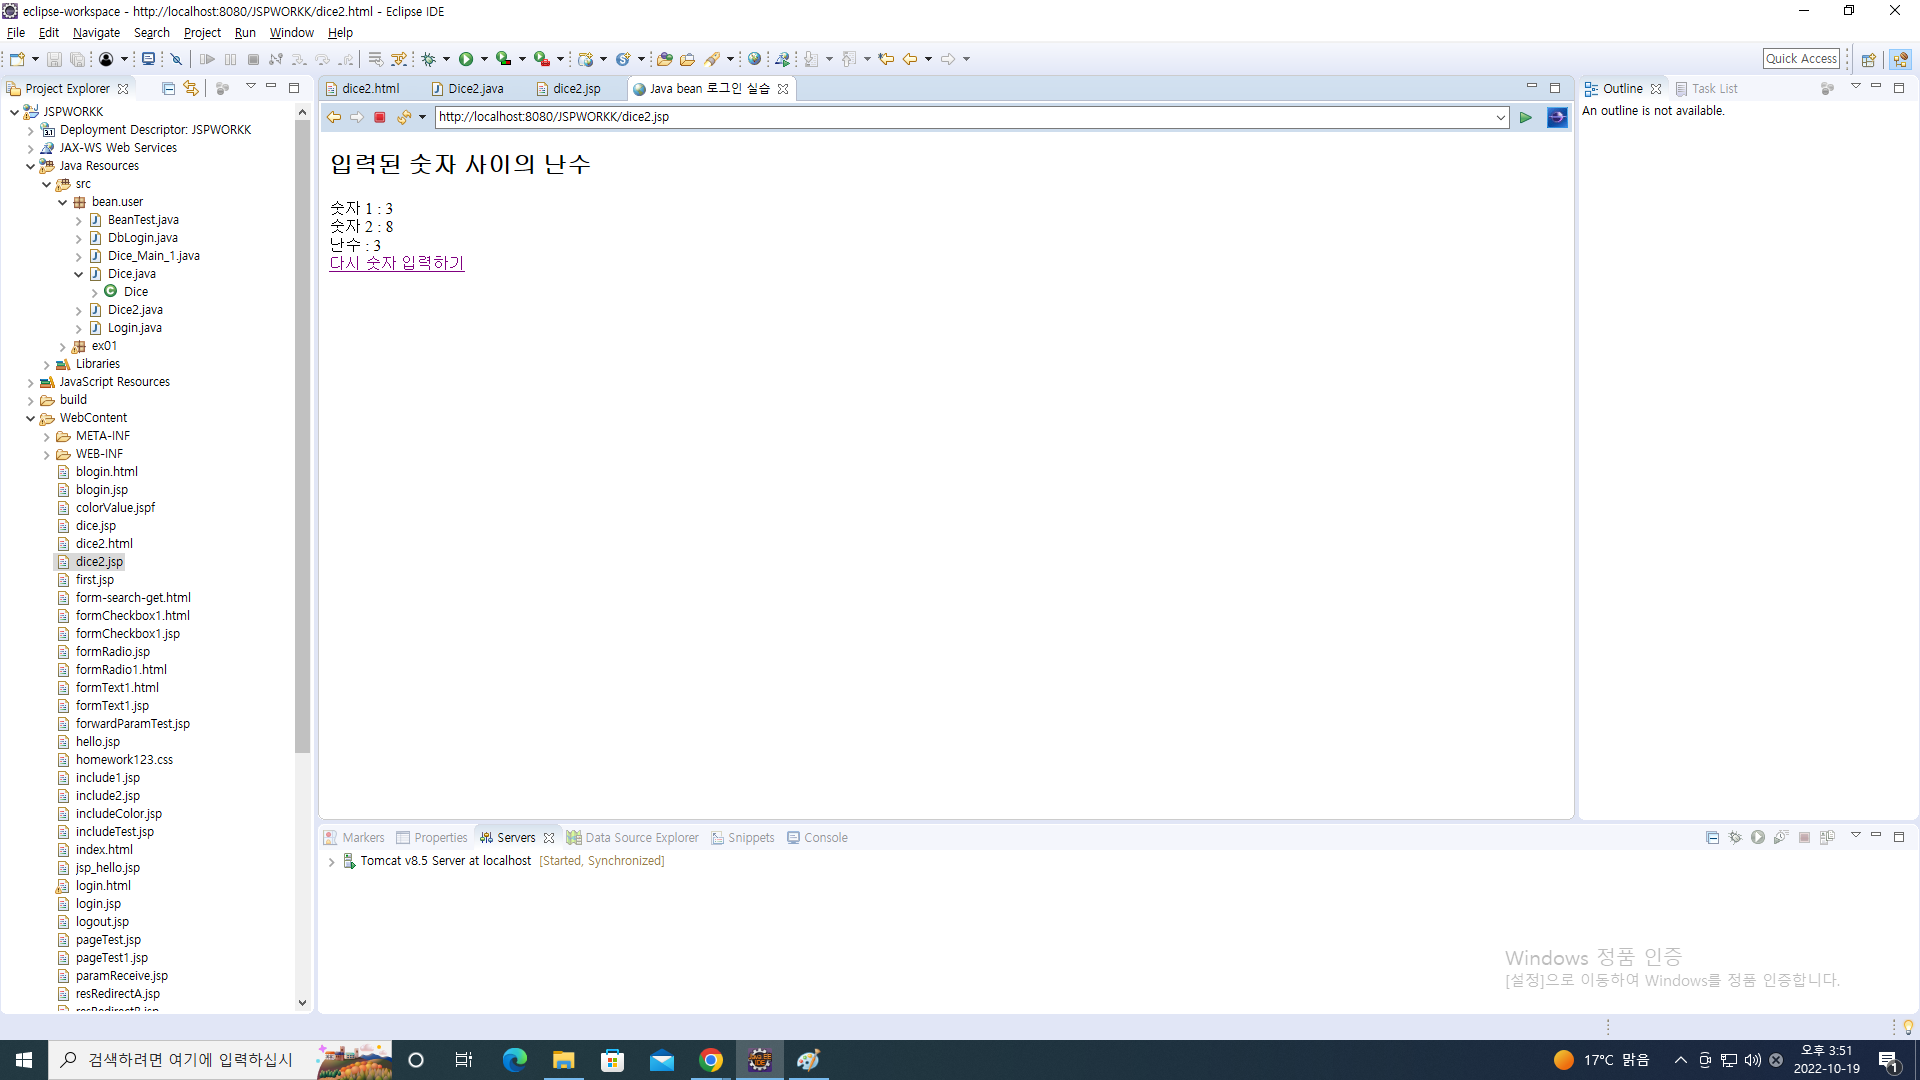 eclipse-workspace - http://localhost:8080/JSPWORKK/dice2.html - Eclipse IDE
File Edit Navigate Search Project Run Window Help
Quick Access
Project Explorer
JSPWORKK
Deployment Descriptor: JSPWORKK
JAX-WS Web Services
Java Resources
src
bean.user
BeanTest.java
DbLogin.java
Dice_Main_1.java
Dice.java
Dice
Dice2.java
Login.java
ex01
Libraries
JavaScript Resources
build
WebContent
META-INF
WEB-INF
blogin.html
blogin.jsp
colorValue.jspf
dice.jsp
dice2.html
dice2.jsp
first.jsp
form-search-get.html
formCheckbox1.html
formCheckbox1.jsp
formRadio.jsp
formRadio1.html
formText1.html
formText1.jsp
forwardParamTest.jsp
hello.jsp
homework123.css
include1.jsp
include2.jsp
includeColor.jsp
includeTest.jsp
index.html
jsp_hello.jsp
login.html
login.jsp
logout.jsp
pageTest.jsp
pageTest1.jsp
paramReceive.jsp
resRedirectA.jsp
resRedirectB.jsp
dice2.html Dice2.java dice2.jsp Java bean 로그인 실습
http://localhost:8080/JSPWORKK/dice2.jsp
입력된 숫자 사이의 난수
숫자 1 : 3
숫자 2 : 8
난수 : 3
다시 숫자 입력하기
Outline Task List
An outline is not available.
Markers Properties Servers Data Source Explorer Snippets Console
Tomcat v8.5 Server at localhost [Started, Synchronized]
Windows 정품 인증
[설정]으로 이동하여 Windows를 정품 인증합니다.
검색하려면 여기에 입력하십시
17°C 맑음
오후 3:51
2022-10-19
1